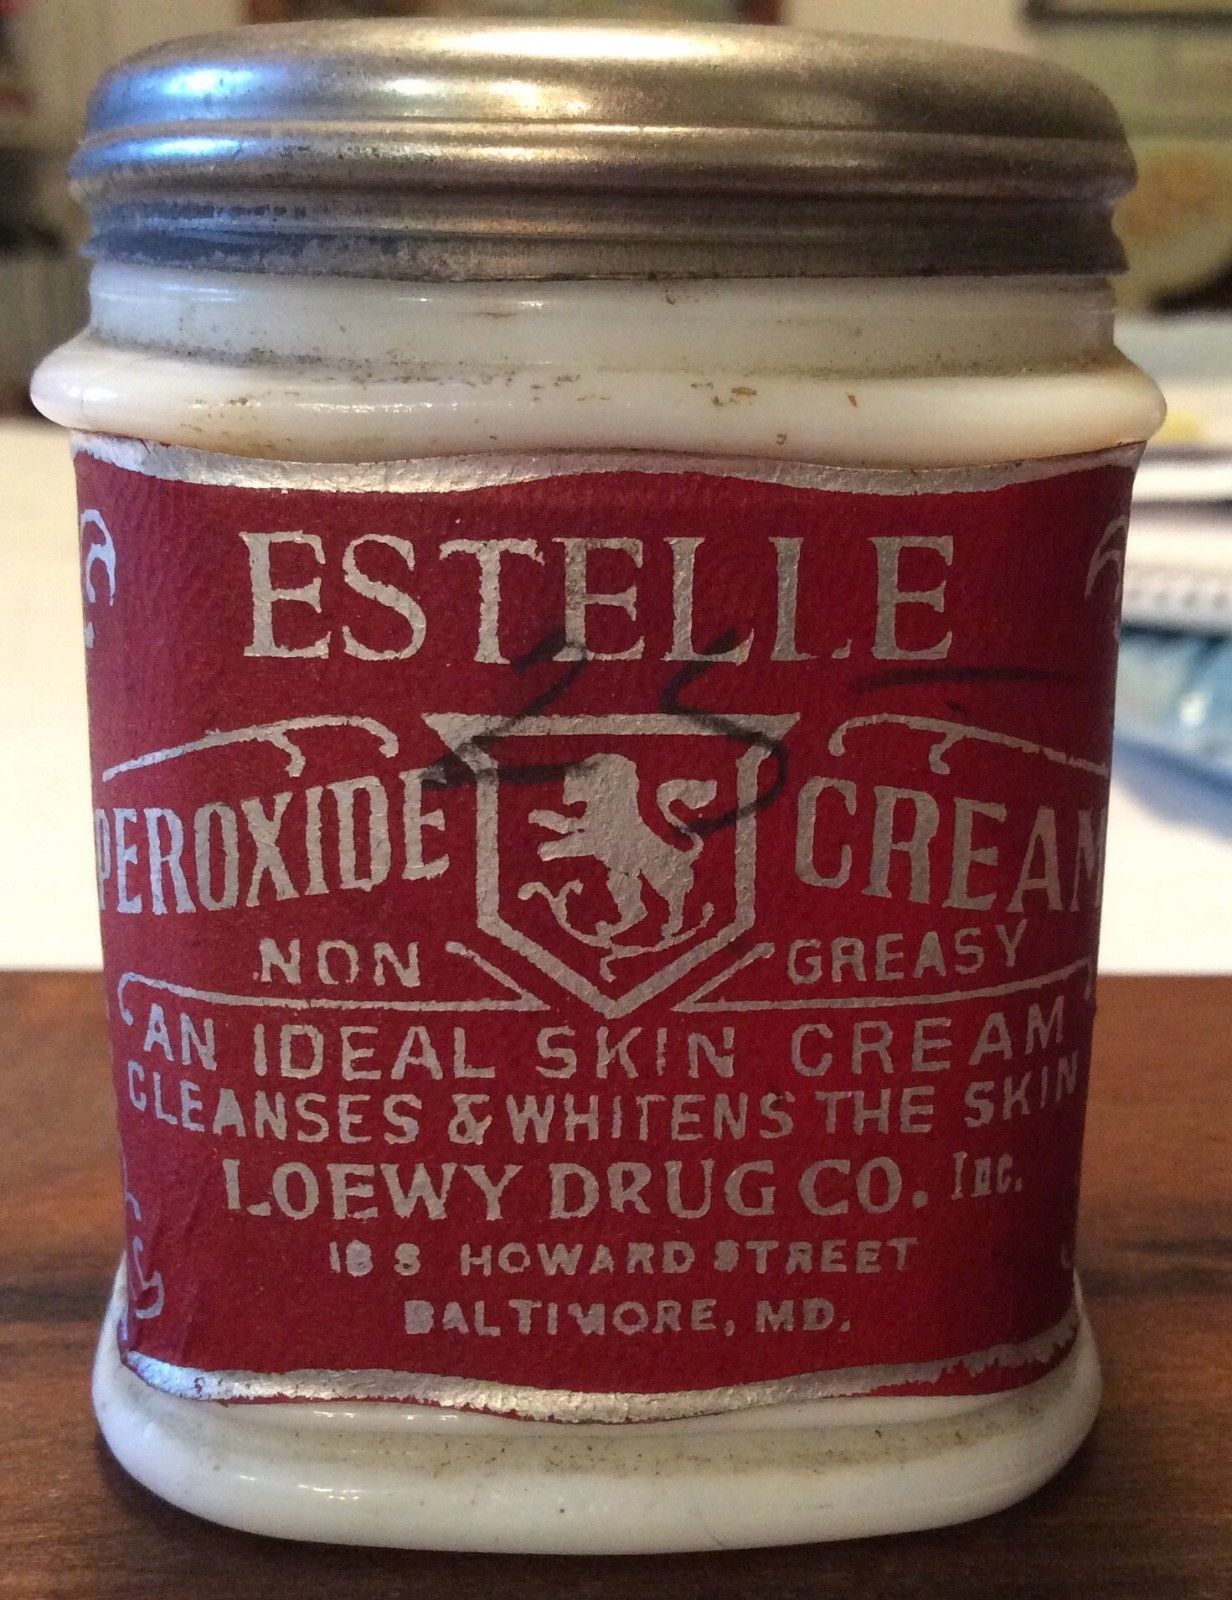 ESTELLE
25
PEROXIDE CREAM
NON GREASY
AN IDEAL SKIN CREAM
CLEANSES & WHITENS THE SKIN
LOEWY DRUG CO. Inc.
18 S HOWARD STREET
BALTIMORE, MD.